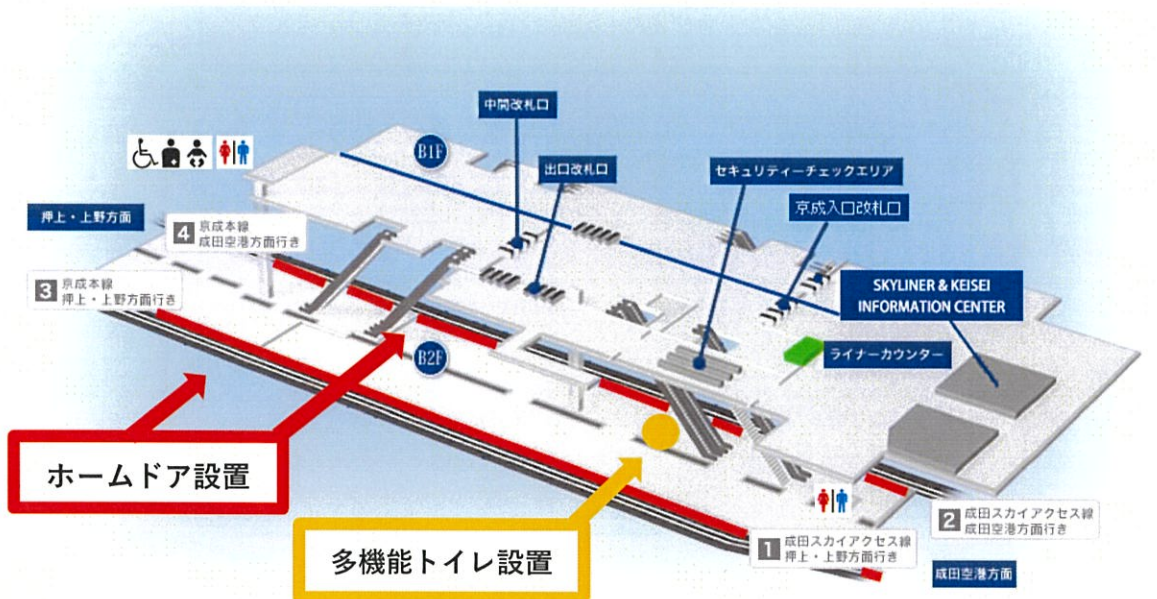 中間改札口
B1F
出口改札口
セキュリティーチェックエリア
京成入口改札口
押上・上野方面
4 京成本線
成田空港方面行き
3 京成本線
押上・上野方面行き
SKYLINER & KEISEI
INFORMATION CENTER
B2F
ライナーカウンター
ホームドア設置
多機能トイレ設置
2 成田スカイアクセス線
成田空港方面行き
1 成田スカイアクセス線
押上・上野方面行き
成田空港方面